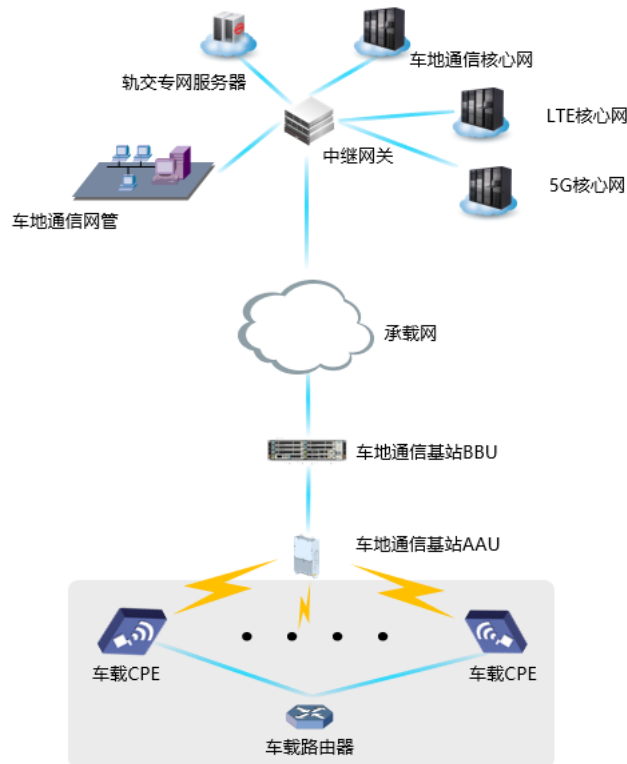 轨交专网服务器
车地通信核心网
LTE核心网
中继网关
5G核心网
车地通信网管
承载网
车地通信基站BBU
车地通信基站AAU
车载CPE
车载CPE
车载路由器